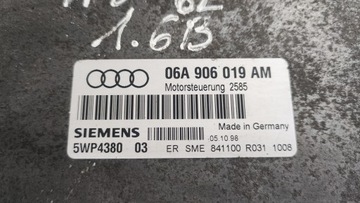 1.6B
06A 906 019 AM
Motorsteuerung 2585
Made in Germany
SIEMENS
05.10.98
5WP4380 03
ER SME 841100 R031 1008